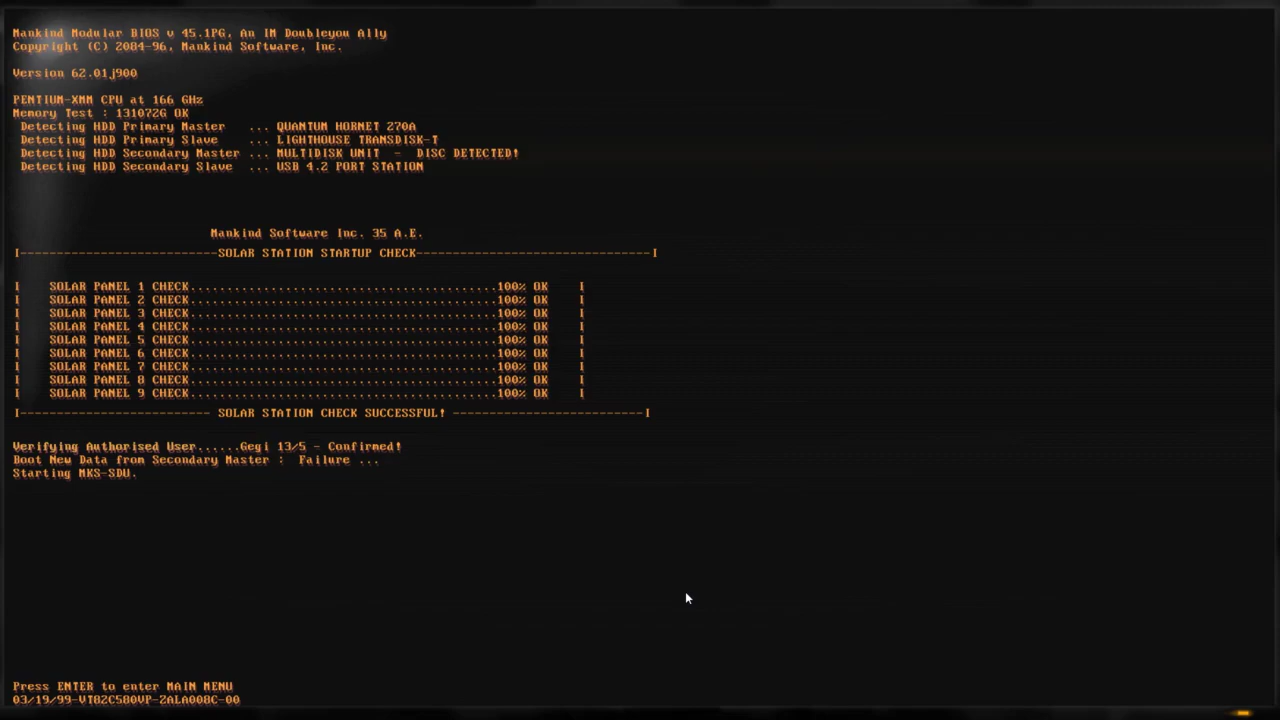 Mankind Modular BIOS v 45.1PG, An IM Doubleyou Ally
Copyright (C) 2084-96, Mankind Software, Inc.
Version 62.01j900
PENTIUM-XMM CPU at 166 GHz
Memory Test : 131072G OK
Detecting HDD Primary Master ... QUANTUM HORNET 270A
Detecting HDD Primary Slave ... LIGHTHOUSE TRANSDISK-T
Detecting HDD Secondary Master ... MULTIDISK UNIT - DISC DETECTED!
Detecting HDD Secondary Slave ... USB 4.2 PORT STATION
Mankind Software Inc. 35 A.E.
I---------------------------SOLAR STATION STARTUP CHECK--------------------------------I
I SOLAR PANEL 1 CHECK..........................................100% OK I
I SOLAR PANEL 2 CHECK..........................................100% OK I
I SOLAR PANEL 3 CHECK..........................................100% OK I
I SOLAR PANEL 4 CHECK..........................................100% OK I
I SOLAR PANEL 5 CHECK..........................................100% OK I
I SOLAR PANEL 6 CHECK..........................................100% OK I
I SOLAR PANEL 7 CHECK..........................................100% OK I
I SOLAR PANEL 8 CHECK..........................................100% OK I
I SOLAR PANEL 9 CHECK..........................................100% OK I
I-------------------------- SOLAR STATION CHECK SUCCESSFUL! --------------------------I
Verifying Authorised User......Gegi 13/5 - Confirmed!
Boot New Data from Secondary Master : Failure ...
Starting MKS-SDU.
Press ENTER to enter MAIN MENU
03/19/99-VT82C580VP-2ALA008C-00